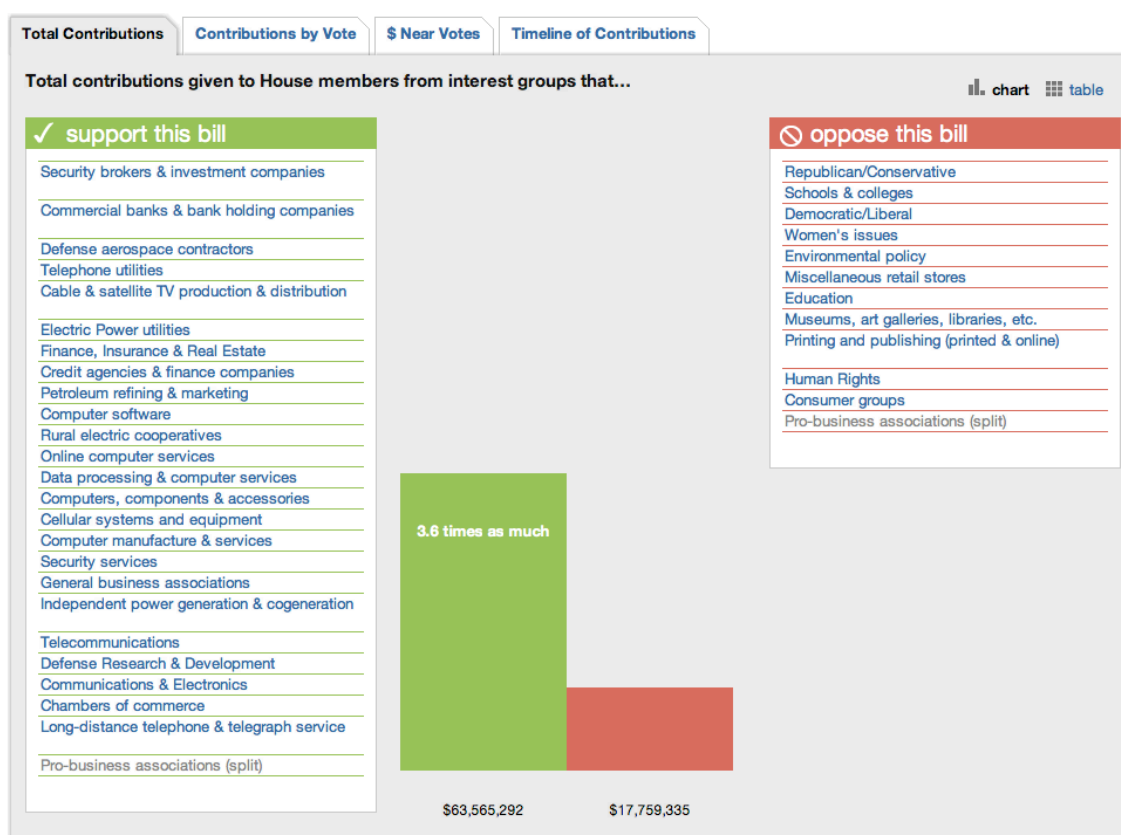 Total Contributions
Contributions by Vote
$ Near Votes
Timeline of Contributions
Total contributions given to House members from interest groups that...
chart
table
support this bill
Security brokers & investment companies
Commercial banks & bank holding companies
Defense aerospace contractors
Telephone utilities
Cable & satellite TV production & distribution
Electric Power utilities
Finance, Insurance & Real Estate
Credit agencies & finance companies
Petroleum refining & marketing
Computer software
Rural electric cooperatives
Online computer services
Data processing & computer services
Computers, components & accessories
Cellular systems and equipment
Computer manufacture & services
Security services
General business associations
Independent power generation & cogeneration
Telecommunications
Defense Research & Development
Communications & Electronics
Chambers of commerce
Long-distance telephone & telegraph service
Pro-business associations (split)
3.6 times as much
$63,565,292
$17,759,335
oppose this bill
Republican/Conservative
Schools & colleges
Democratic/Liberal
Women's issues
Environmental policy
Miscellaneous retail stores
Education
Museums, art galleries, libraries, etc.
Printing and publishing (printed & online)
Human Rights
Consumer groups
Pro-business associations (split)